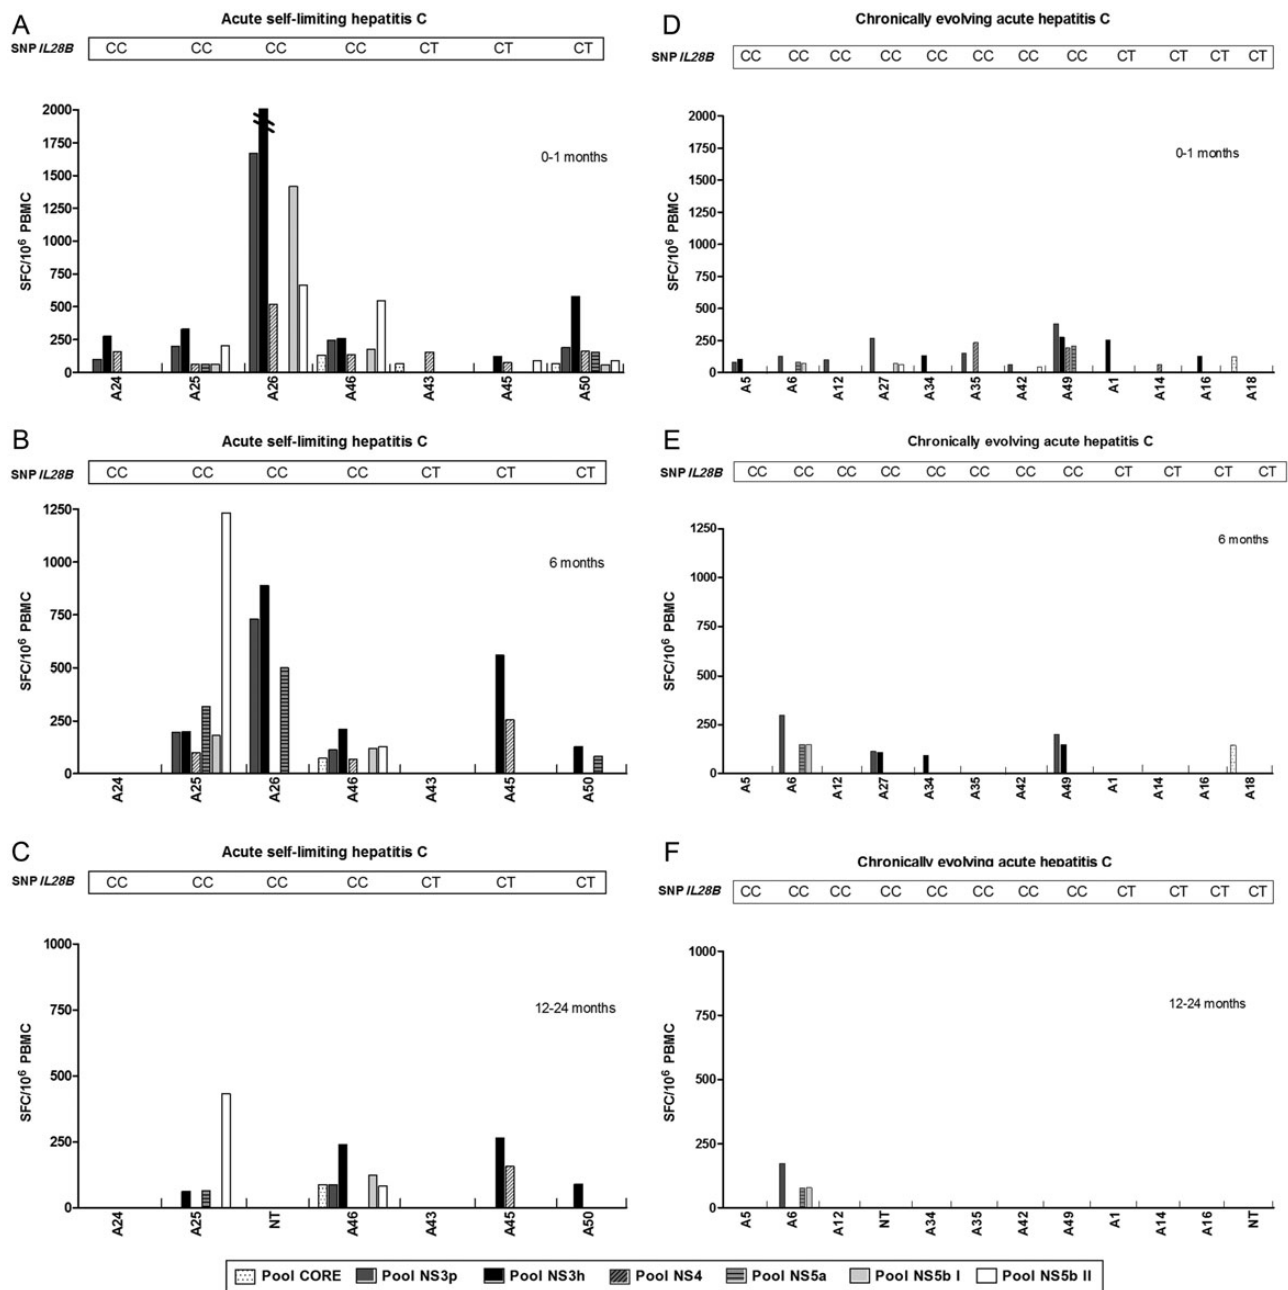 A
Acute self-limiting hepatitis C
SNP IL28B CC CC CC CC CT CT CT
2000
1750
1500
1250
1000
750
500
250
0
SFC/10⁶ PBMC
0-1 months
A24 A25 A26 A46 A43 A45 A50
D
Chronically evolving acute hepatitis C
SNP IL28B CC CC CC CC CC CC CC CC CT CT CT CT
2000
1750
1500
1250
1000
750
500
250
0
SFC/10⁶ PBMC
0-1 months
A5 A6 A12 A27 A34 A35 A42 A49 A1 A14 A16 A18
B
Acute self-limiting hepatitis C
SNP IL28B CC CC CC CC CT CT CT
1250
1000
750
500
250
0
SFC/10⁶ PBMC
6 months
A24 A25 A26 A46 A43 A45 A50
E
Chronically evolving acute hepatitis C
SNP IL28B CC CC CC CC CC CC CC CC CT CT CT CT
1250
1000
750
500
250
0
SFC/10⁶ PBMC
6 months
A5 A6 A12 A27 A34 A35 A42 A49 A1 A14 A16 A18
C
Acute self-limiting hepatitis C
SNP IL28B CC CC CC CC CT CT CT
1000
750
500
250
0
SFC/10⁶ PBMC
12-24 months
A24 A25 NT A46 A43 A45 A50
F
Chronically evolving acute hepatitis C
SNP IL28B CC CC CC CC CC CC CC CC CT CT CT CT
1000
750
500
250
0
SFC/10⁶ PBMC
12-24 months
A5 A6 A12 NT A34 A35 A42 A49 A1 A14 A16 NT
Pool CORE Pool NS3p Pool NS3h Pool NS4 Pool NS5a Pool NS5b I Pool NS5b II